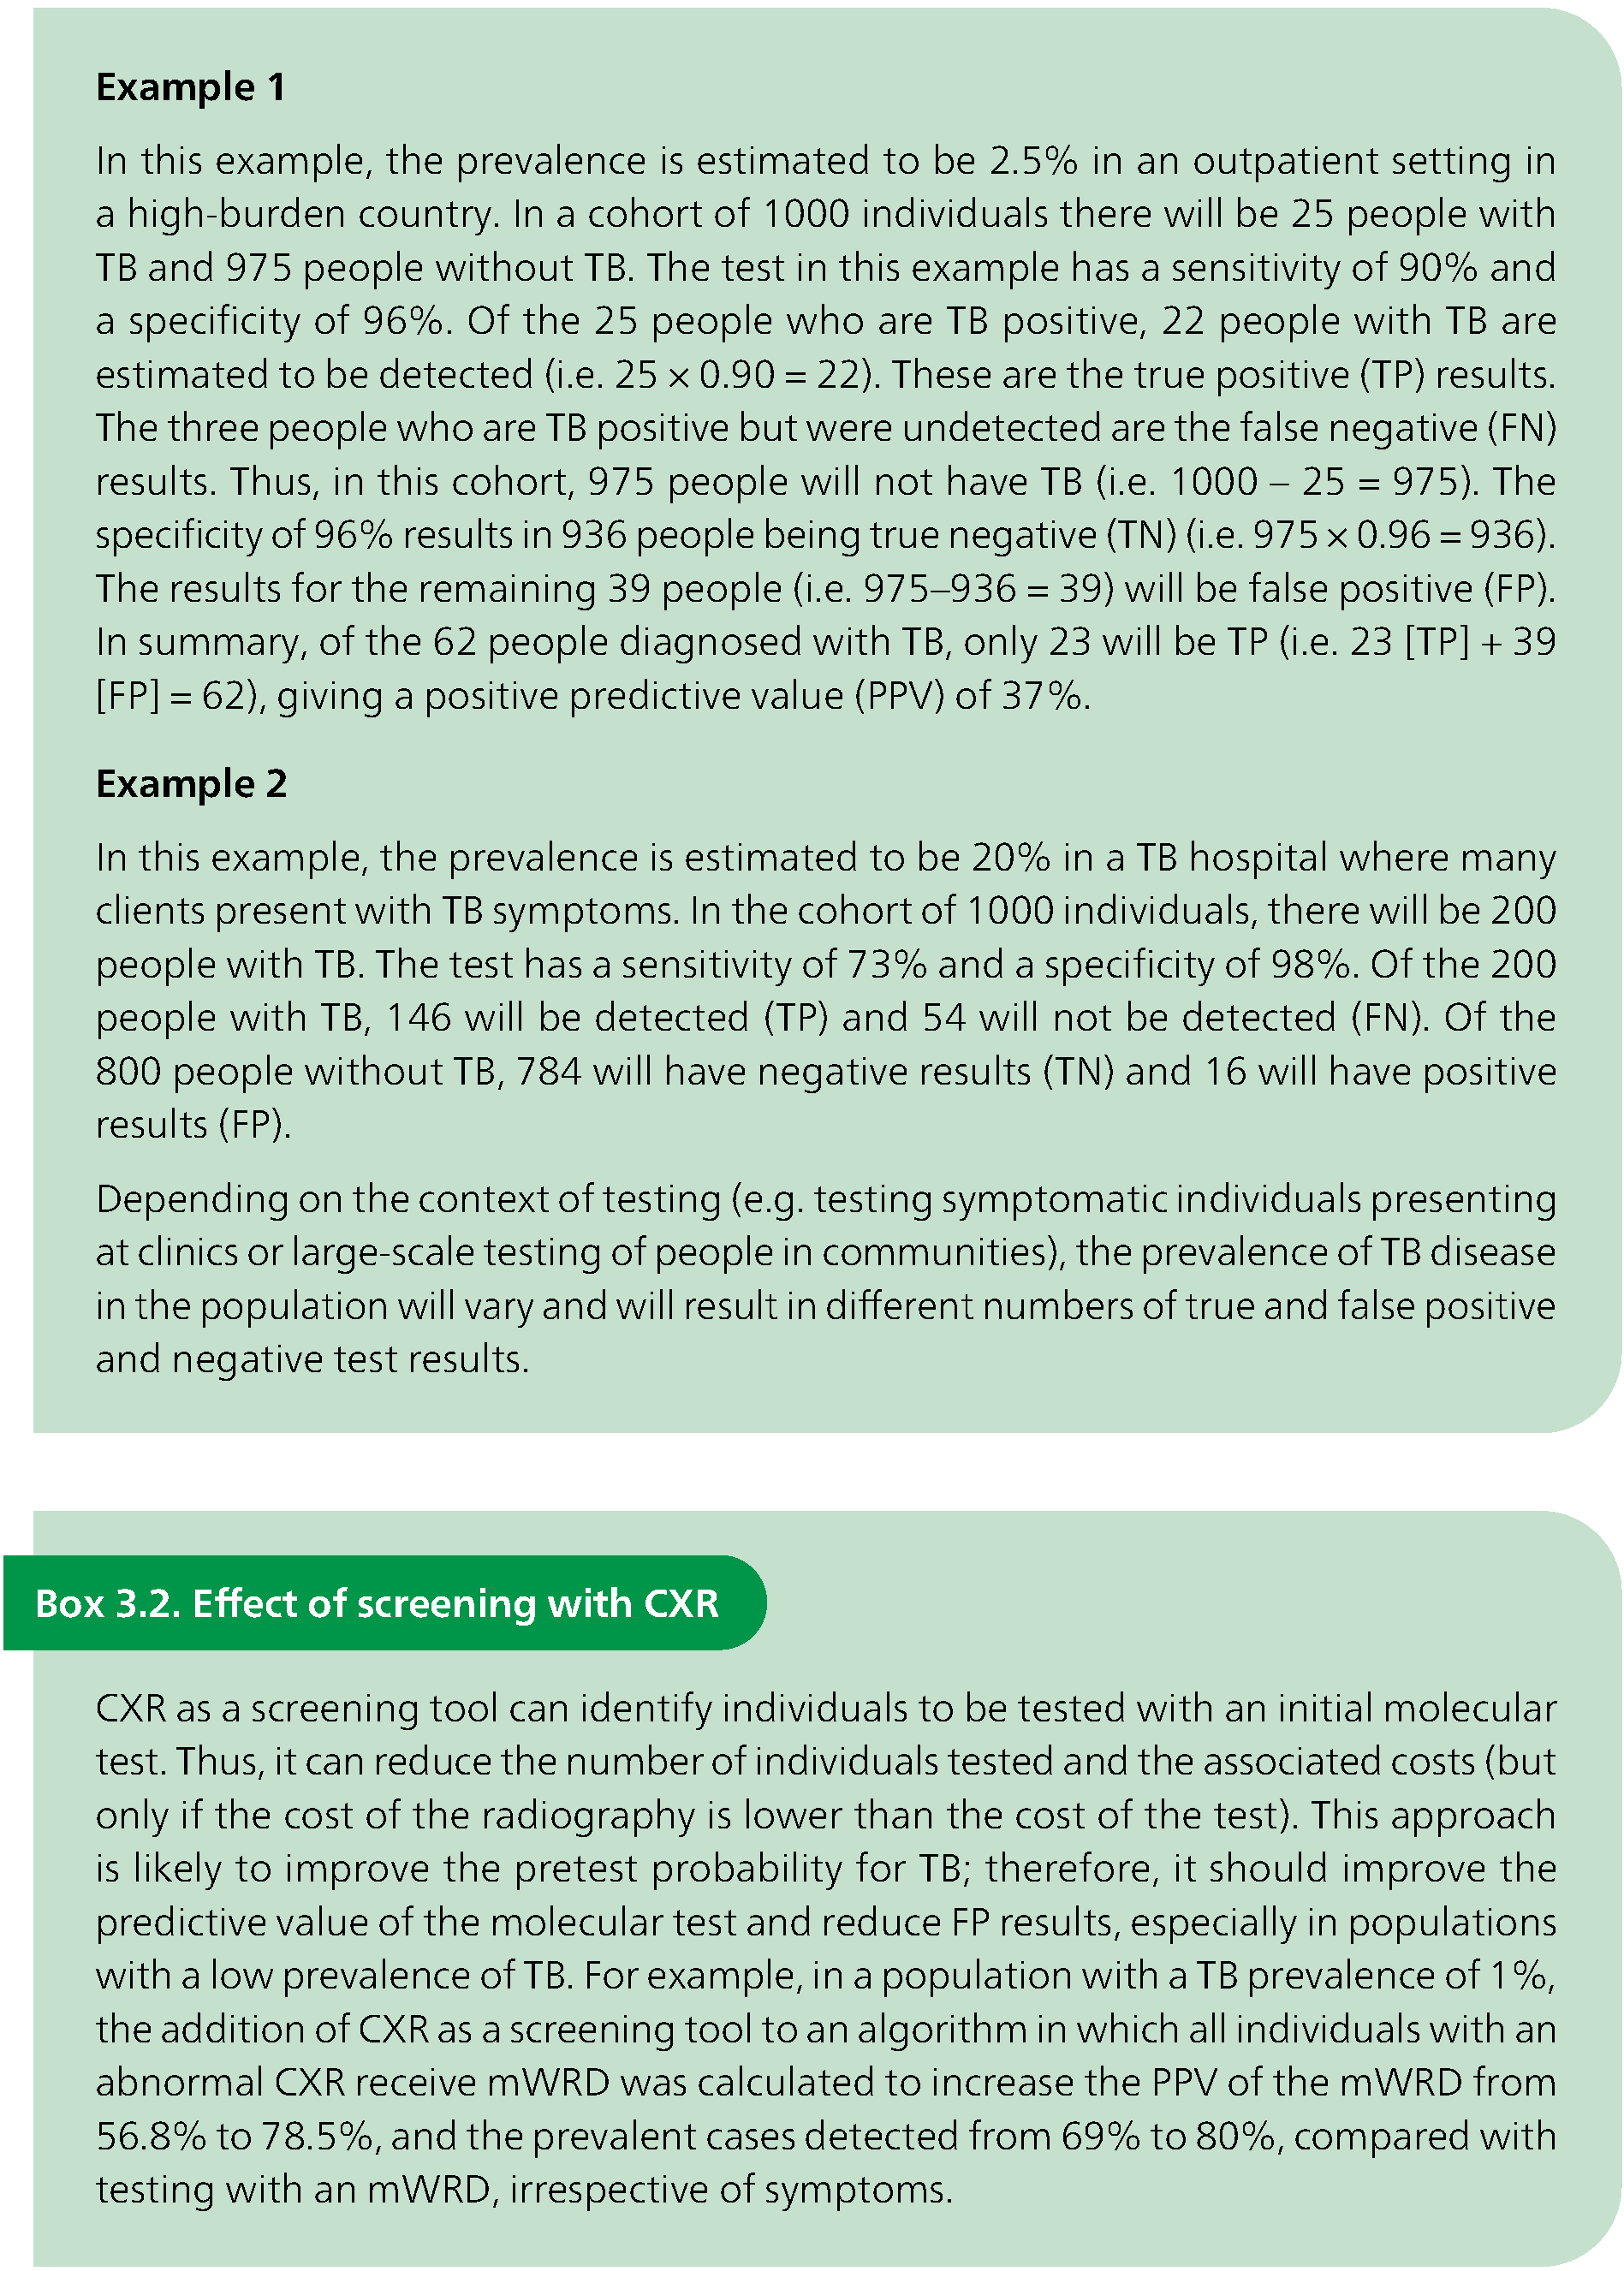 Example 1
In this example, the prevalence is estimated to be 2.5% in an outpatient setting in
a high-burden country. In a cohort of 1000 individuals there will be 25 people with
TB and 975 people without TB. The test in this example has a sensitivity of 90% and
a specificity of 96%. Of the 25 people who are TB positive, 22 people with TB are
estimated to be detected (i.e. 25 × 0.90 = 22). These are the true positive (TP) results.
The three people who are TB positive but were undetected are the false negative (FN)
results. Thus, in this cohort, 975 people will not have TB (i.e. 1000 – 25 = 975). The
specificity of 96% results in 936 people being true negative (TN) (i.e. 975 × 0.96 = 936).
The results for the remaining 39 people (i.e. 975–936 = 39) will be false positive (FP).
In summary, of the 62 people diagnosed with TB, only 23 will be TP (i.e. 23 [TP] + 39
[FP] = 62), giving a positive predictive value (PPV) of 37%.
Example 2
In this example, the prevalence is estimated to be 20% in a TB hospital where many
clients present with TB symptoms. In the cohort of 1000 individuals, there will be 200
people with TB. The test has a sensitivity of 73% and a specificity of 98%. Of the 200
people with TB, 146 will be detected (TP) and 54 will not be detected (FN). Of the
800 people without TB, 784 will have negative results (TN) and 16 will have positive
results (FP).
Depending on the context of testing (e.g. testing symptomatic individuals presenting
at clinics or large-scale testing of people in communities), the prevalence of TB disease
in the population will vary and will result in different numbers of true and false positive
and negative test results.
Box 3.2. Effect of screening with CXR
CXR as a screening tool can identify individuals to be tested with an initial molecular
test. Thus, it can reduce the number of individuals tested and the associated costs (but
only if the cost of the radiography is lower than the cost of the test). This approach
is likely to improve the pretest probability for TB; therefore, it should improve the
predictive value of the molecular test and reduce FP results, especially in populations
with a low prevalence of TB. For example, in a population with a TB prevalence of 1%,
the addition of CXR as a screening tool to an algorithm in which all individuals with an
abnormal CXR receive mWRD was calculated to increase the PPV of the mWRD from
56.8% to 78.5%, and the prevalent cases detected from 69% to 80%, compared with
testing with an mWRD, irrespective of symptoms.